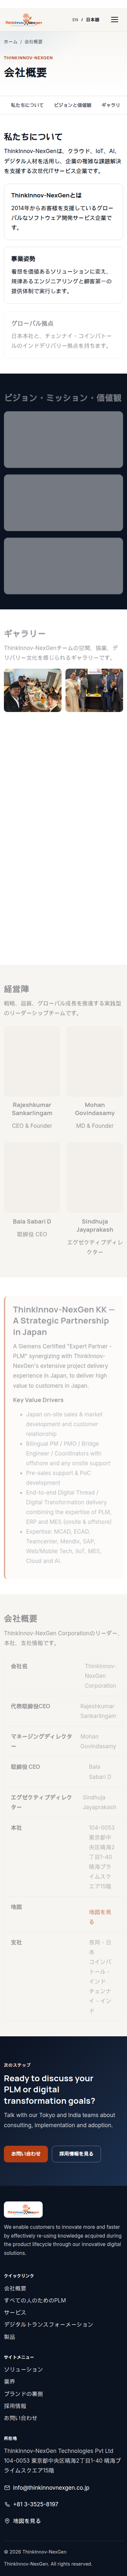 ThinkInnov-NexGen
EN / 日本語
ホーム / 会社概要
THINKINNOV-NEXGEN
会社概要
私たちについて ビジョンと価値観 ギャラリ
私たちについて
ThinkInnov-NexGenは、クラウド、IoT、AI、
デジタル人材を活用し、企業の複雑な課題解決
を支援する次世代ITサービス企業です。
ThinkInnov-NexGenとは
2014年からお客様を支援しているグロー
バルなソフトウェア開発サービス企業で
す。
事業姿勢
着想を価値あるソリューションに変え、
規律あるエンジニアリングと顧客第一の
提供体制で実行します。
グローバル拠点
日本本社と、チェンナイ・コインバトー
ルのインドデリバリー拠点を持ちます。
ビジョン・ミッション・価値観
ギャラリー
ThinkInnov-NexGenチームの空間、協業、デ
リバリー文化を感じられるギャラリーです。
経営陣
戦略、品質、グローバル成長を推進する実践型
のリーダーシップチームです。
Rajeshkumar
Sankarlingam
CEO & Founder
Mohan
Govindasamy
MD & Founder
Bala Sabari D
取締役 CEO
Sindhuja
Jayaprakash
エグゼクティブディレ
クター
ThinkInnov-NexGen KK —
A Strategic Partnership
in Japan
A Siemens Certified "Expert Partner -
PLM" synergizing with ThinkInnov-
NexGen's extensive project delivery
experience in Japan, to deliver high
value to customers in Japan.
Key Value Drivers
Japan on-site sales & market
development and customer
relationship
Bilingual PM / PMO / Bridge
Engineer / Coordinators with
offshore and any onsite support
Pre-sales support & PoC
development
End-to-end Digital Thread /
Digital Transformation delivery
combining the expertise of PLM,
ERP and MES (onsite & offshore)
Expertise: MCAD, ECAD,
Teamcenter, Mendix, SAP,
Web/Mobile Tech, IIoT, MES,
Cloud and AI
会社概要
ThinkInnov-NexGen Corporationのリーダー、
本社、支社情報です。
会社名
ThinkInnov-
NexGen
Corporation
代表取締役CEO
Rajeshkumar
Sankarlingam
マネージングディレクタ
ー
Mohan
Govindasamy
取締役 CEO
Bala
Sabari D
エグゼクティブディレク
ター
Sindhuja
Jayaprakash
本社
104-0053
東京都中
央区晴海2
丁目1-40
晴海プラ
イムスク
エア15階
地図
地図を見
る
支社
長岡 - 日
本
コインバ
トール -
インド
チェンナ
イ - イン
ド
次のステップ
Ready to discuss your
PLM or digital
transformation goals?
Talk with our Tokyo and India teams about
consulting, implementation and adoption.
お問い合わせ 採用情報を見る
We enable customers to innovate more and faster
by effectively re-using knowledge acquired during
the product lifecycle through our innovative digital
solutions.
クイックリンク
会社概要
すべての人のためのPLM
サービス
デジタルトランスフォーメーション
製品
サイトメニュー
ソリューション
業界
ブランドの裏側
採用情報
お問い合わせ
所在地
ThinkInnov-NexGen Technologies Pvt Ltd
104-0053 東京都中央区晴海2丁目1-40 晴海プ
ライムスクエア15階
info@thinkinnovnexgen.co.jp
+81 3-3525-8197
地図を見る
© 2026 ThinkInnov-NexGen
ThinkInnov-NexGen. All rights reserved.